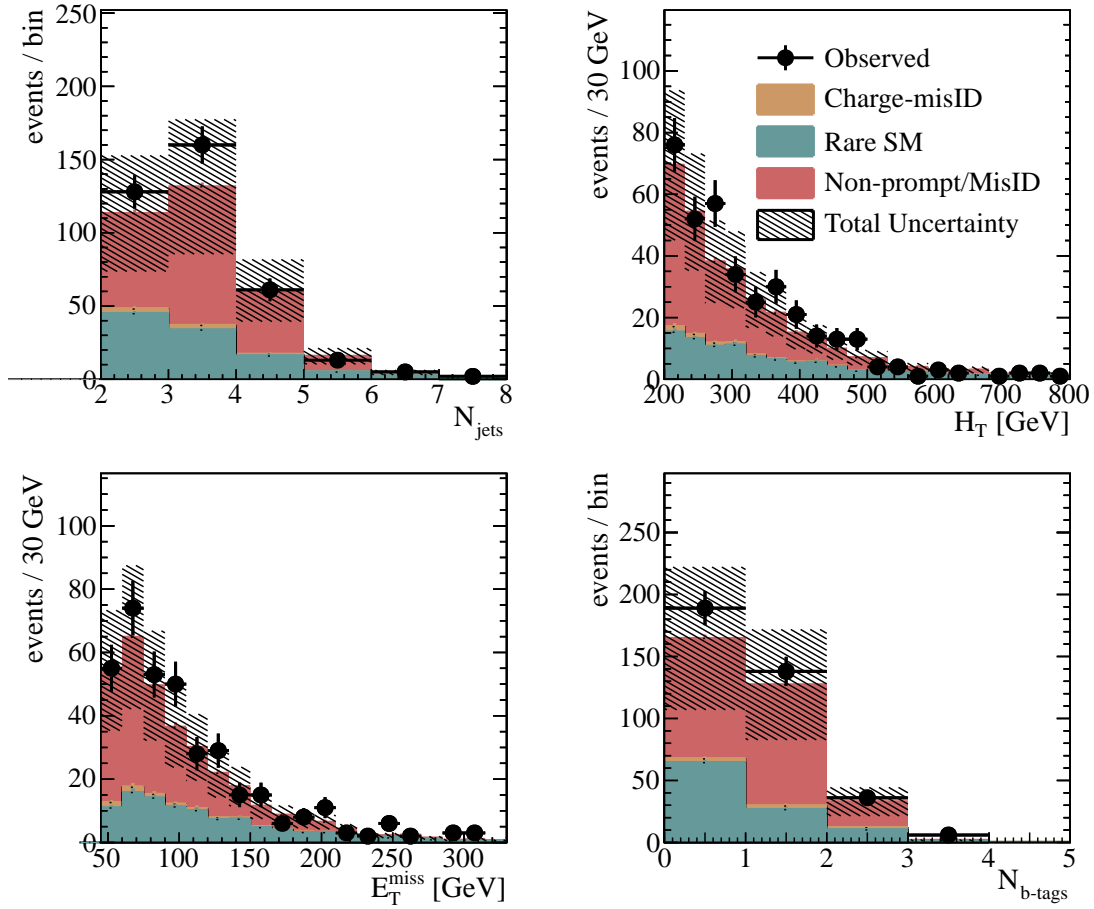 events / bin
250
200
150
100
50
0
2 3 4 5 6 7 8
N_jets
events / 30 GeV
100
80
60
40
20
0
200 300 400 500 600 700 800
H_T [GeV]
Observed
Charge-misID
Rare SM
Non-prompt/MisID
Total Uncertainty
events / 30 GeV
100
80
60
40
20
0
50 100 150 200 250 300
E_T^miss [GeV]
events / bin
250
200
150
100
50
0
0 1 2 3 4 5
N_b-tags